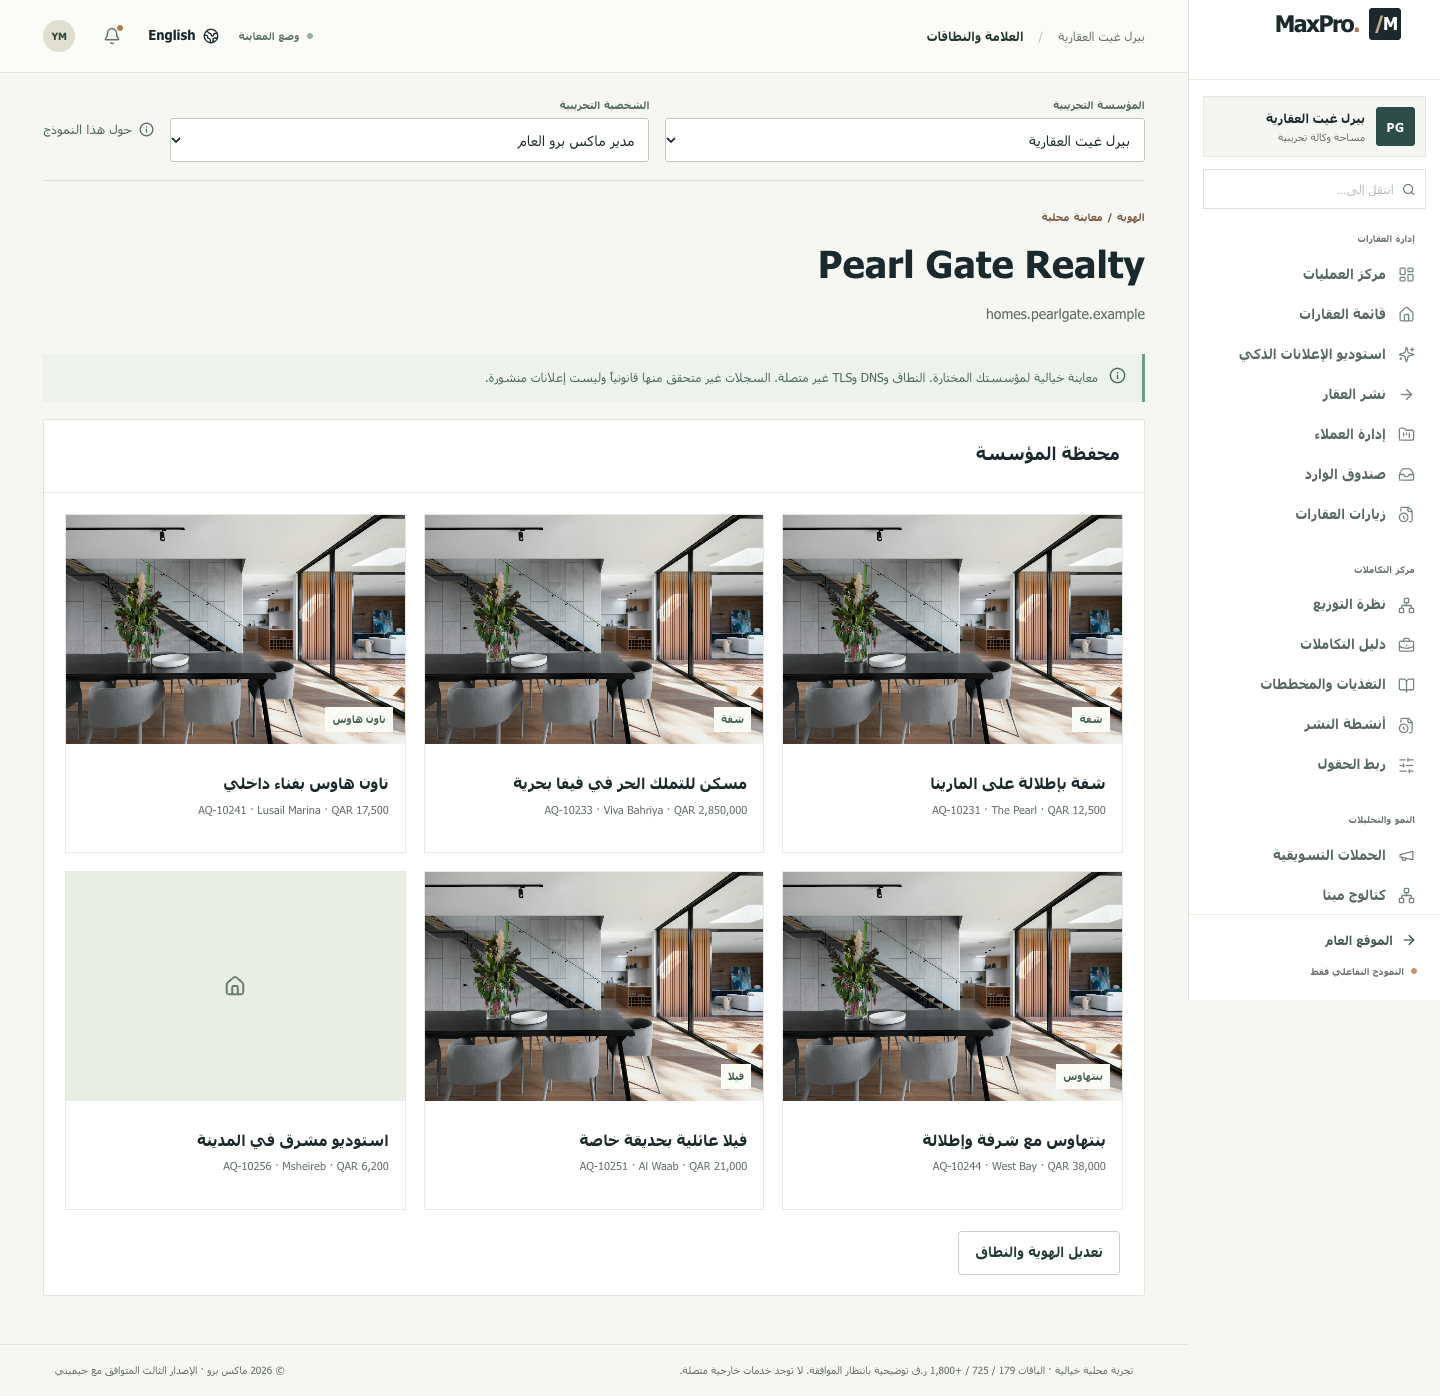 /M MaxPro.
بيرل غيت العقارية / العلامة والنطاقات
وضع المعاينة
English
YM
PG
بيرل غيت العقارية
مساحة وكالة تجريبية
انتقل إلى...
إدارة العقارات
مركز العمليات
قائمة العقارات
استوديو الإعلانات الذكي
نشر العقار
إدارة العملاء
صندوق الوارد
زيارات العقارات
مركز التكاملات
نظرة التوزيع
دليل التكاملات
التغذيات والمخططات
أنشطة النشر
ربط الحقول
النمو والتحليلات
الحملات التسويقية
كتالوج ميتا
الموقع العام
النموذج التفاعلي فقط
المؤسسة التجريبية
بيرل غيت العقارية
الشخصية التجريبية
مدير ماكس برو العام
حول هذا النموذج
الهوية / معاينة محلية
Pearl Gate Realty
homes.pearlgate.example
معاينة خيالية لمؤسستك المختارة. النطاق وDNS وTLS غير متصلة. السجلات غير متحقق منها قانونياً وليست إعلانات منشورة.
محفظة المؤسسة
شقة
شقة بإطلالة على المارينا
AQ-10231 · The Pearl · QAR 12,500
شقة
مسكن للتملك الحر في فيفا بحرية
AQ-10233 · Viva Bahriya · QAR 2,850,000
تاون هاوس
تاون هاوس بفناء داخلي
AQ-10241 · Lusail Marina · QAR 17,500
بنتهاوس
بنتهاوس مع شرفة وإطلالة
AQ-10244 · West Bay · QAR 38,000
فيلا
فيلا عائلية بحديقة خاصة
AQ-10251 · Al Waab · QAR 21,000
استوديو مشرق في المدينة
AQ-10256 · Msheireb · QAR 6,200
تعديل الهوية والنطاق
تجربة محلية خيالية · الباقات 179 / 725 / +1,800 ر.ق توضيحية بانتظار الموافقة. لا توجد خدمات خارجية متصلة.
© 2026 ماكس برو · الإصدار الثالث المتوافق مع جيميني